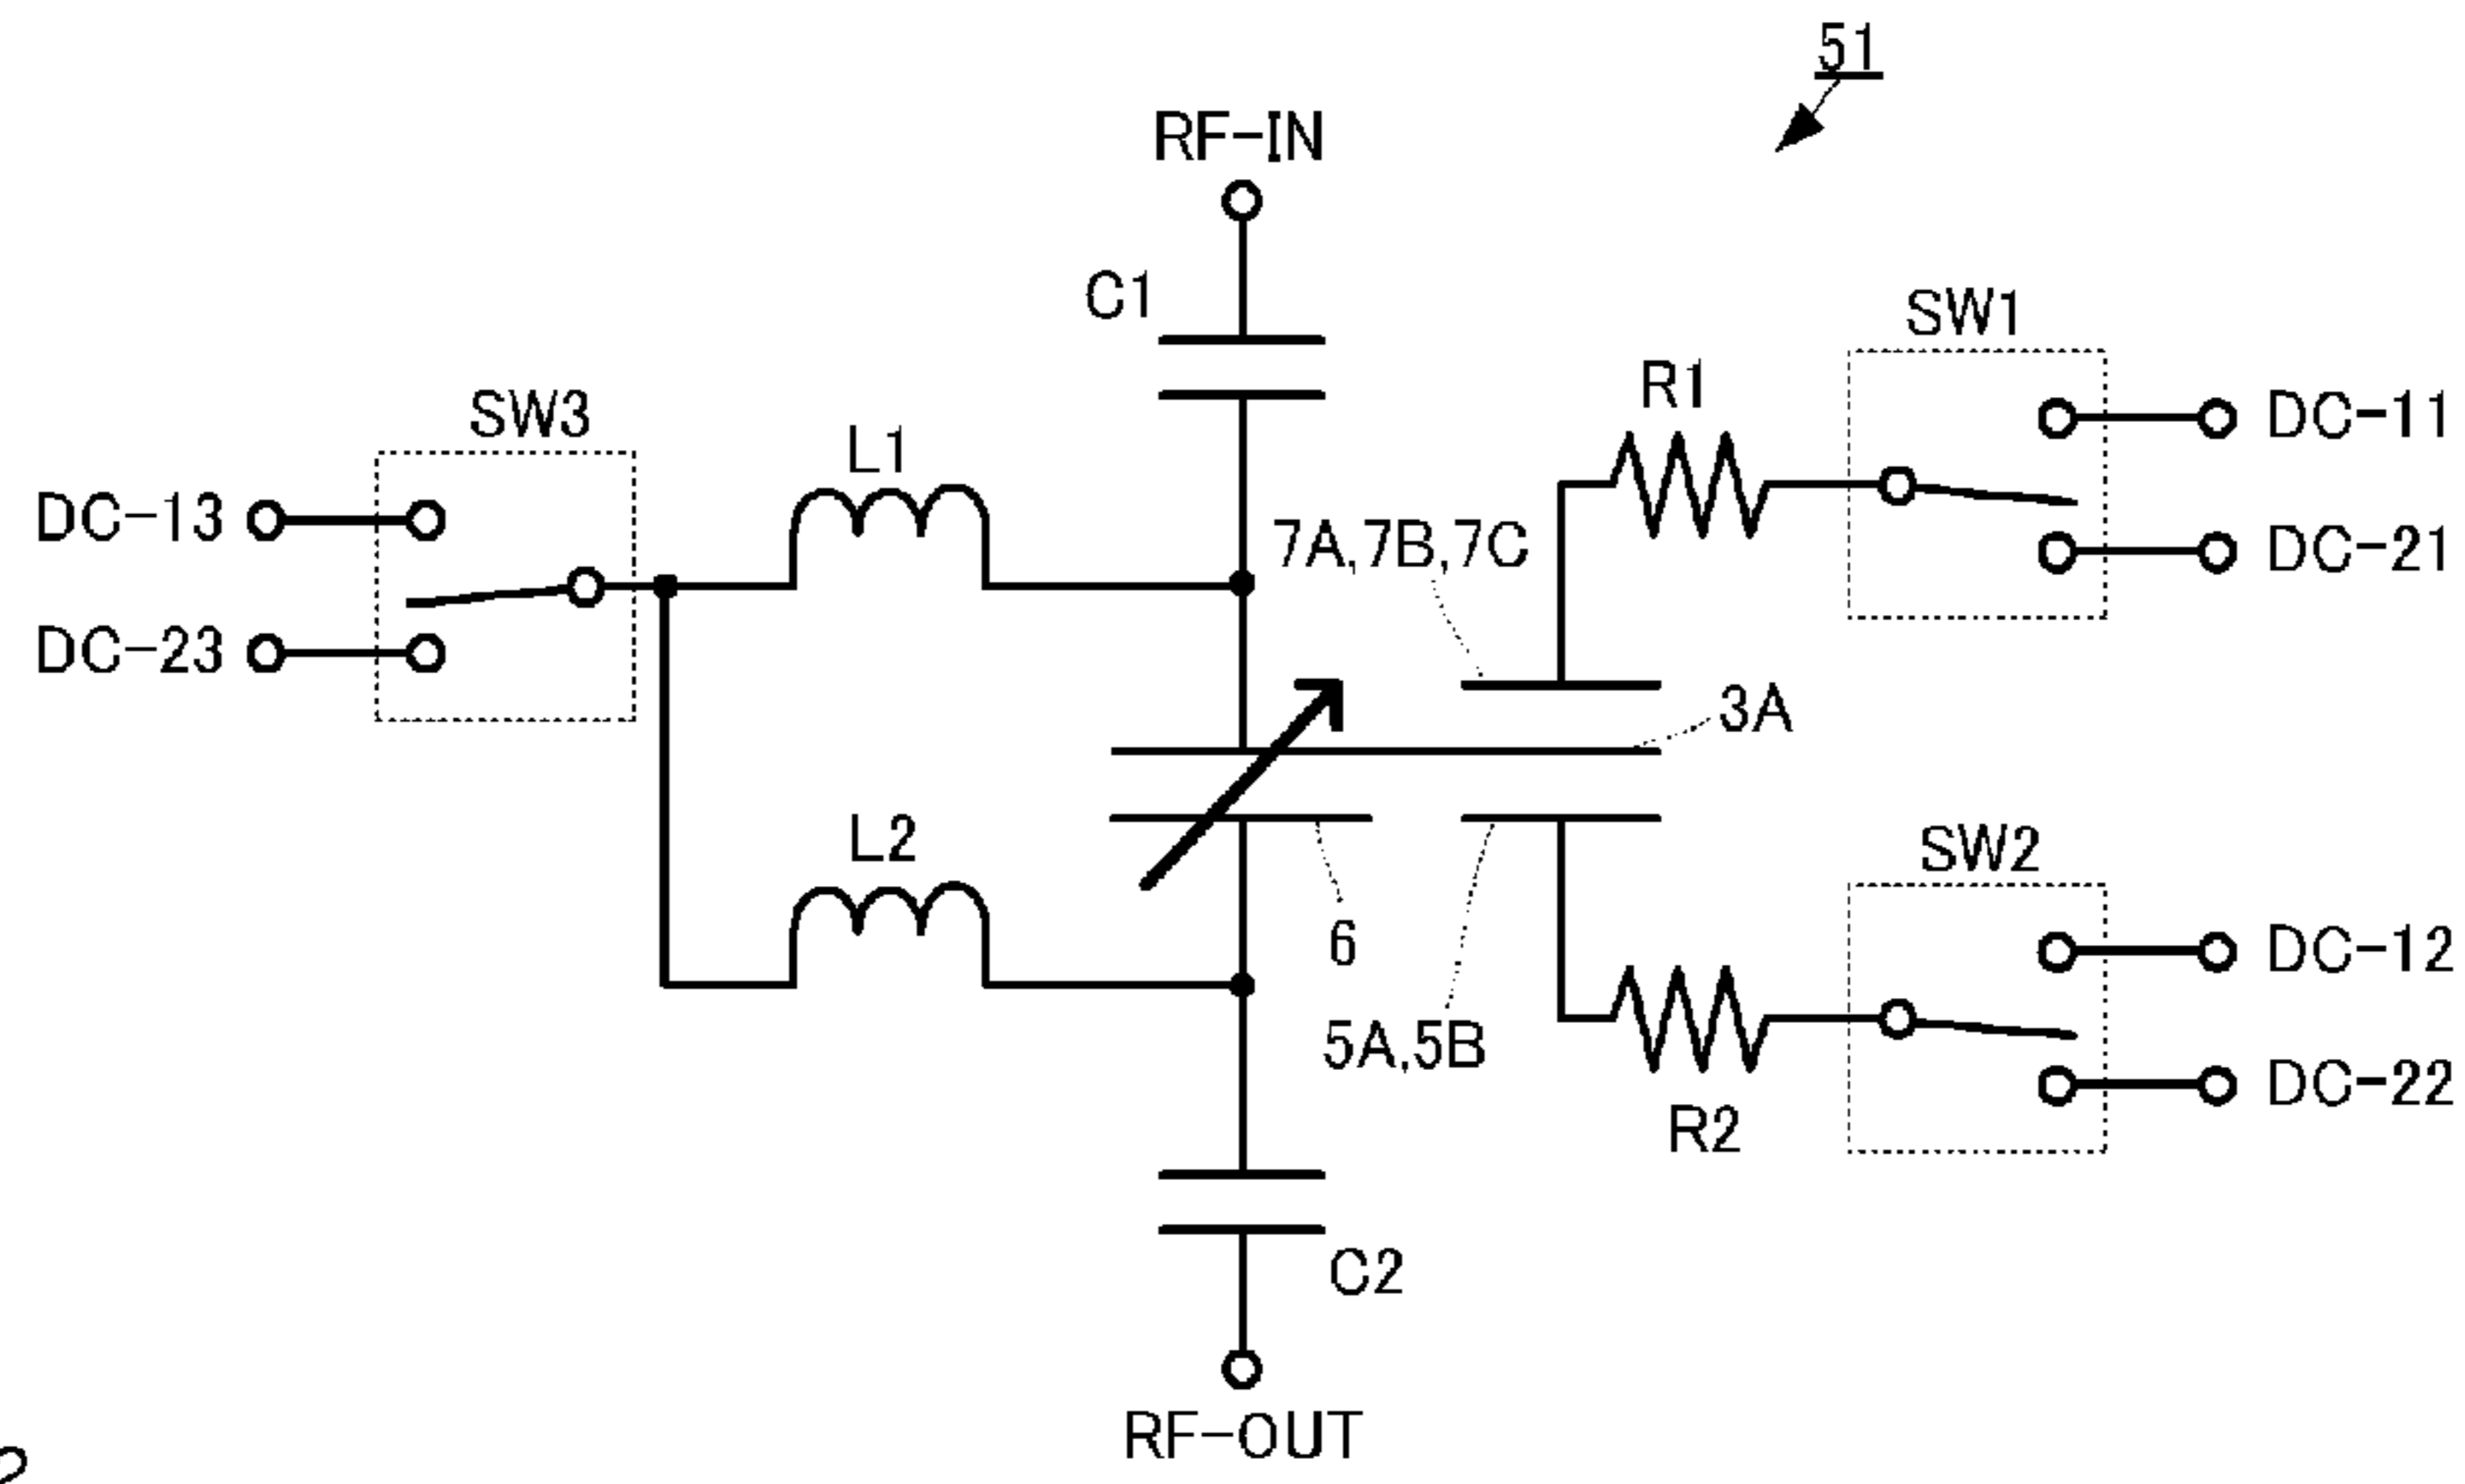 51
RF-IN
C1
SW1
R1
DC-11
SW3
L1
DC-13
7A,7B,7C
DC-21
DC-23
3A
L2
SW2
6
DC-12
5A,5B
DC-22
R2
C2
RF-OUT
2